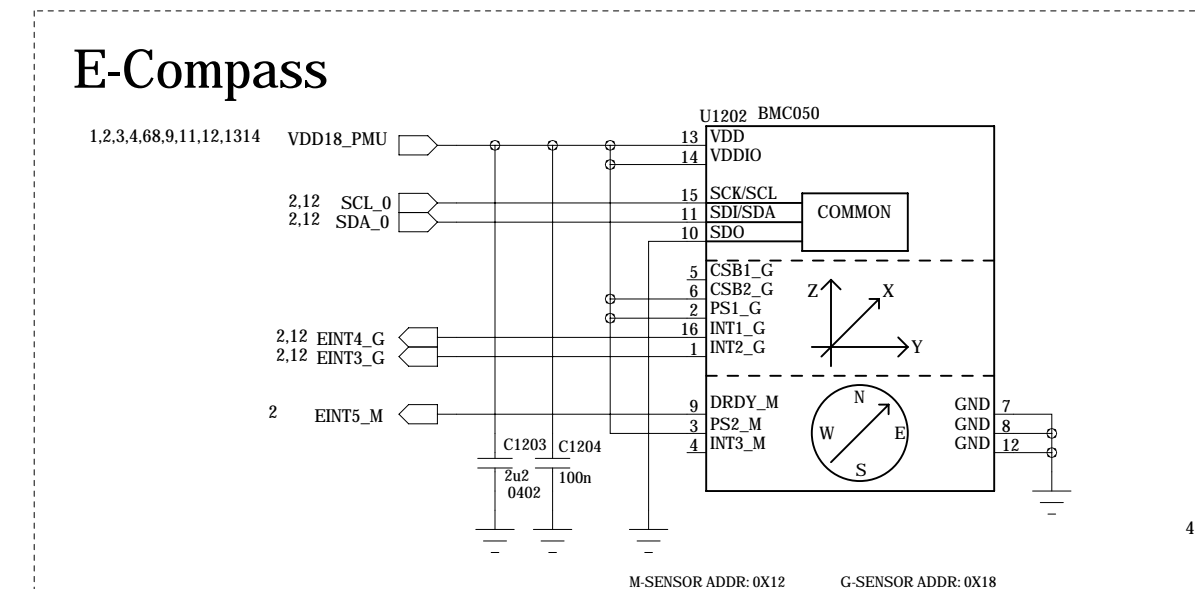 E-Compass
U1202 BMC050
1,2,3,4,68,9,11,12,1314 VDD18_PMU
13 VDD
14 VDDIO
2,12 SCL_0
15 SCK/SCL
2,12 SDA_0
11 SDI/SDA
10 SDO
COMMON
5 CSB1_G
6 CSB2_G
2 PS1_G
2,12 EINT4_G
16 INT1_G
2,12 EINT3_G
1 INT2_G
Z X
Y
2 EINT5_M
9 DRDY_M
3 PS2_M
4 INT3_M
N
W E
S
GND 7
GND 8
GND 12
C1203 C1204
2u2 100n
0402
4
M-SENSOR ADDR: 0X12 G-SENSOR ADDR: 0X18